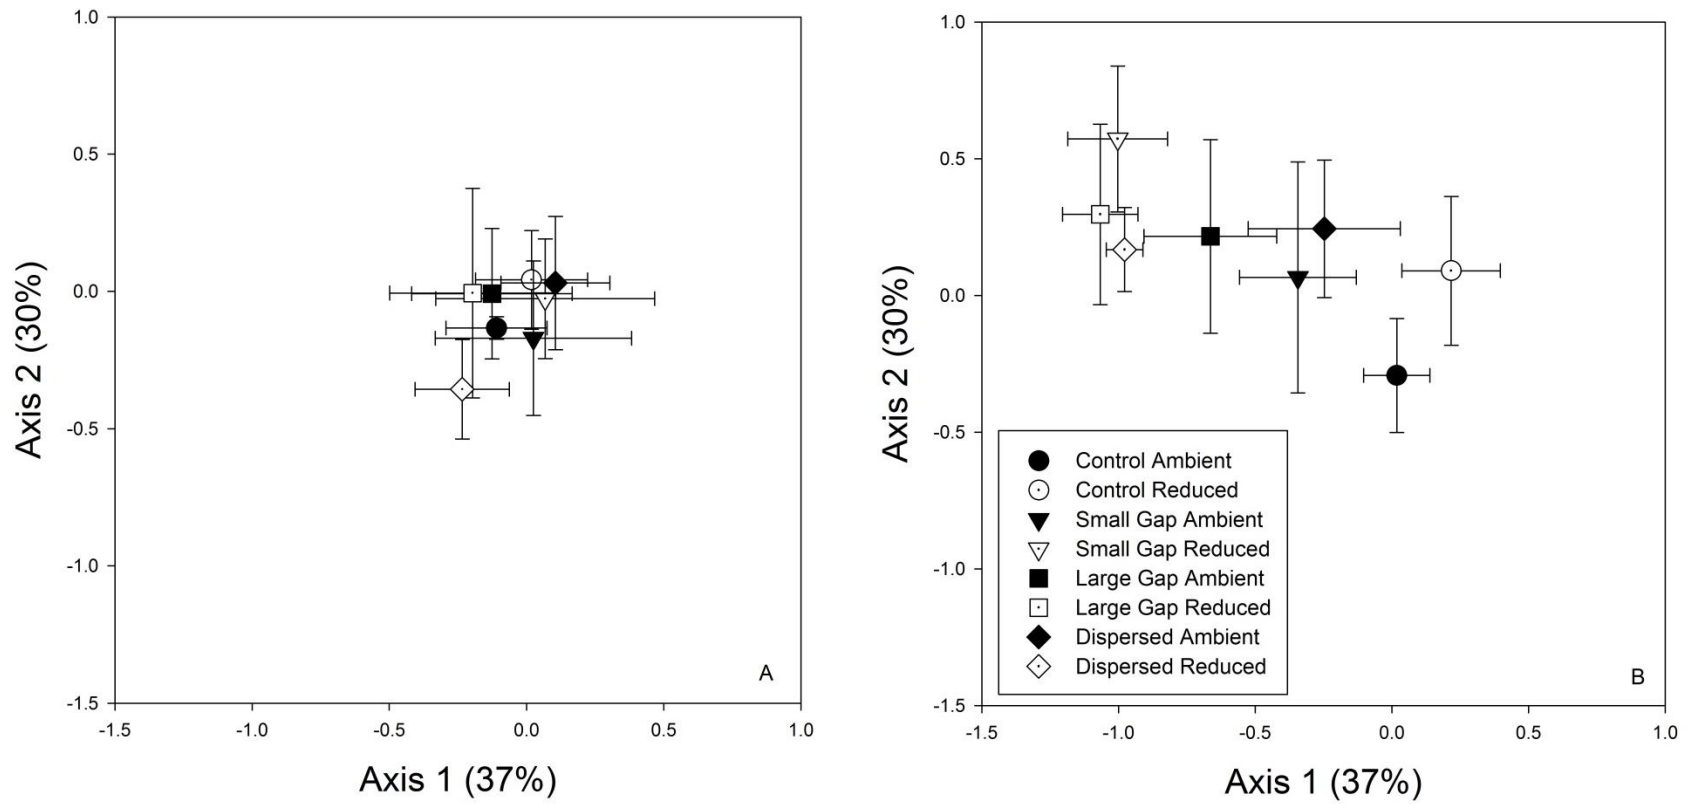 1.0
0.5
0.0
-0.5
-1.0
-1.5
Axis 2 (30%)
-1.5 -1.0 -0.5 0.0 0.5 1.0
Axis 1 (37%)
A
1.0
0.5
0.0
-0.5
-1.0
-1.5
Axis 2 (30%)
Control Ambient
Control Reduced
Small Gap Ambient
Small Gap Reduced
Large Gap Ambient
Large Gap Reduced
Dispersed Ambient
Dispersed Reduced
B
-1.5 -1.0 -0.5 0.0 0.5 1.0
Axis 1 (37%)